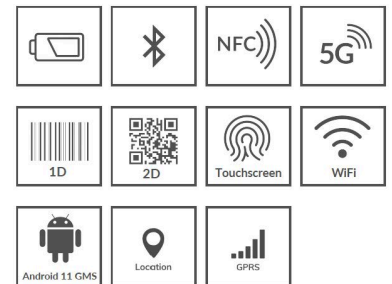 NFC
5G
1D
2D
Touchscreen
WiFi
Android 11 GMS
Location
GPRS